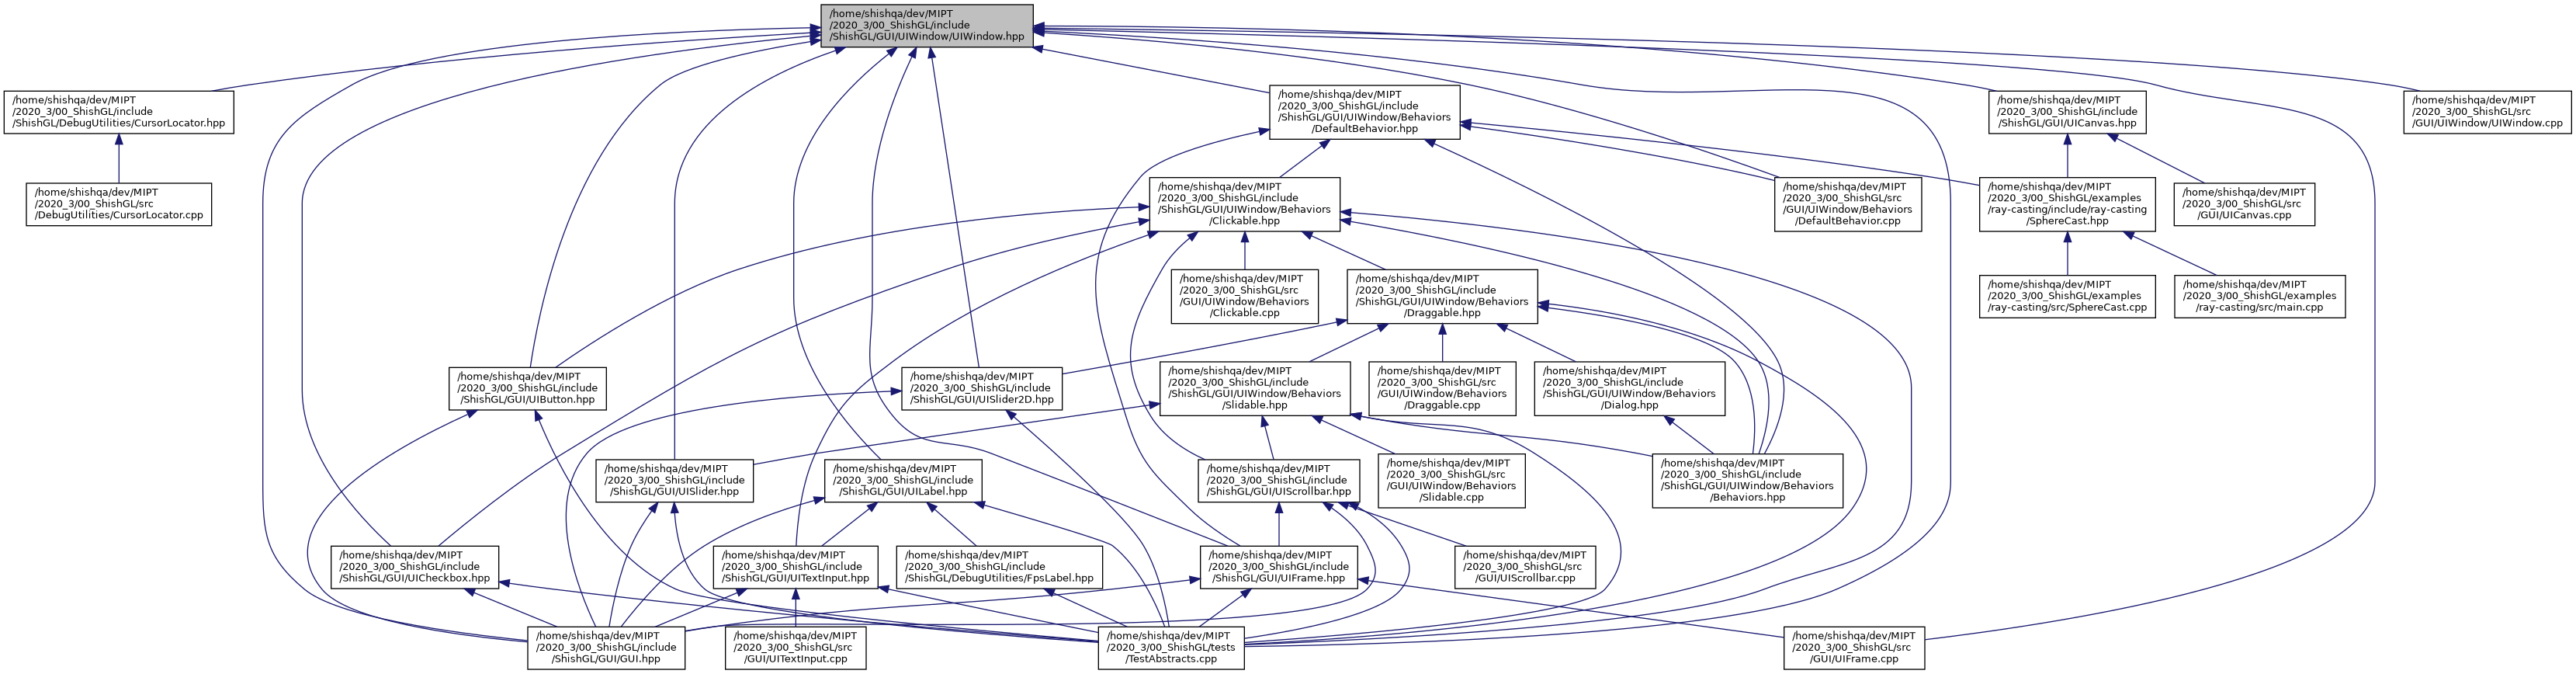 /home/shishqa/dev/MIPT
/2020_3/00_ShishGL/include
/ShishGL/GUI/UIWindow/UIWindow.hpp
/home/shishqa/dev/MIPT
/2020_3/00_ShishGL/include
/ShishGL/DebugUtilities/CursorLocator.hpp
/home/shishqa/dev/MIPT
/2020_3/00_ShishGL/include
/ShishGL/GUI/UIWindow/Behaviors
/DefaultBehavior.hpp
/home/shishqa/dev/MIPT
/2020_3/00_ShishGL/include
/ShishGL/GUI/UICanvas.hpp
/home/shishqa/dev/MIPT
/2020_3/00_ShishGL/src
/GUI/UIWindow/UIWindow.cpp
/home/shishqa/dev/MIPT
/2020_3/00_ShishGL/src
/DebugUtilities/CursorLocator.cpp
/home/shishqa/dev/MIPT
/2020_3/00_ShishGL/include
/ShishGL/GUI/UIWindow/Behaviors
/Clickable.hpp
/home/shishqa/dev/MIPT
/2020_3/00_ShishGL/src
/GUI/UIWindow/Behaviors
/DefaultBehavior.cpp
/home/shishqa/dev/MIPT
/2020_3/00_ShishGL/examples
/ray-casting/include/ray-casting
/SphereCast.hpp
/home/shishqa/dev/MIPT
/2020_3/00_ShishGL/src
/GUI/UICanvas.cpp
/home/shishqa/dev/MIPT
/2020_3/00_ShishGL/src
/GUI/UIWindow/Behaviors
/Clickable.cpp
/home/shishqa/dev/MIPT
/2020_3/00_ShishGL/include
/ShishGL/GUI/UIWindow/Behaviors
/Draggable.hpp
/home/shishqa/dev/MIPT
/2020_3/00_ShishGL/examples
/ray-casting/src/SphereCast.cpp
/home/shishqa/dev/MIPT
/2020_3/00_ShishGL/examples
/ray-casting/src/main.cpp
/home/shishqa/dev/MIPT
/2020_3/00_ShishGL/include
/ShishGL/GUI/UIButton.hpp
/home/shishqa/dev/MIPT
/2020_3/00_ShishGL/include
/ShishGL/GUI/UISlider2D.hpp
/home/shishqa/dev/MIPT
/2020_3/00_ShishGL/include
/ShishGL/GUI/UIWindow/Behaviors
/Slidable.hpp
/home/shishqa/dev/MIPT
/2020_3/00_ShishGL/src
/GUI/UIWindow/Behaviors
/Draggable.cpp
/home/shishqa/dev/MIPT
/2020_3/00_ShishGL/include
/ShishGL/GUI/UIWindow/Behaviors
/Dialog.hpp
/home/shishqa/dev/MIPT
/2020_3/00_ShishGL/include
/ShishGL/GUI/UISlider.hpp
/home/shishqa/dev/MIPT
/2020_3/00_ShishGL/include
/ShishGL/GUI/UILabel.hpp
/home/shishqa/dev/MIPT
/2020_3/00_ShishGL/include
/ShishGL/GUI/UIScrollbar.hpp
/home/shishqa/dev/MIPT
/2020_3/00_ShishGL/src
/GUI/UIWindow/Behaviors
/Slidable.cpp
/home/shishqa/dev/MIPT
/2020_3/00_ShishGL/include
/ShishGL/GUI/UIWindow/Behaviors
/Behaviors.hpp
/home/shishqa/dev/MIPT
/2020_3/00_ShishGL/include
/ShishGL/GUI/UICheckbox.hpp
/home/shishqa/dev/MIPT
/2020_3/00_ShishGL/include
/ShishGL/GUI/UITextInput.hpp
/home/shishqa/dev/MIPT
/2020_3/00_ShishGL/include
/ShishGL/DebugUtilities/FpsLabel.hpp
/home/shishqa/dev/MIPT
/2020_3/00_ShishGL/include
/ShishGL/GUI/UIFrame.hpp
/home/shishqa/dev/MIPT
/2020_3/00_ShishGL/src
/GUI/UIScrollbar.cpp
/home/shishqa/dev/MIPT
/2020_3/00_ShishGL/include
/ShishGL/GUI/GUI.hpp
/home/shishqa/dev/MIPT
/2020_3/00_ShishGL/src
/GUI/UITextInput.cpp
/home/shishqa/dev/MIPT
/2020_3/00_ShishGL/tests
/TestAbstracts.cpp
/home/shishqa/dev/MIPT
/2020_3/00_ShishGL/src
/GUI/UIFrame.cpp